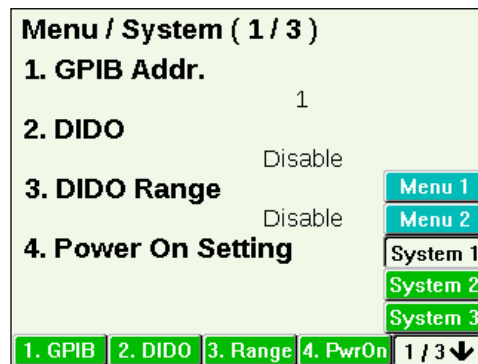 Menu / System ( 1 / 3 )
1. GPIB Addr.
1
2. DIDO
Disable
3. DIDO Range
Disable
4. Power On Setting
Menu 1
Menu 2
System 1
System 2
System 3
1. GPIB 2. DIDO 3. Range 4. PwrOn 1 / 3 ↓